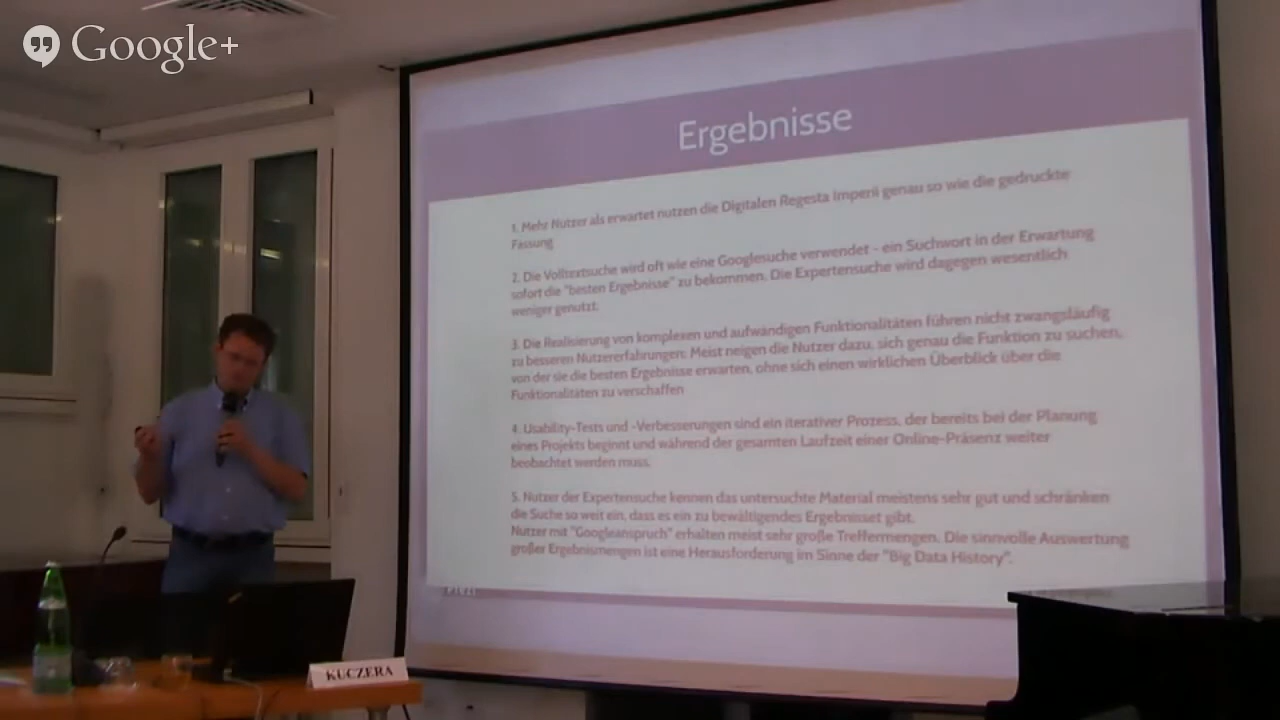 Google+
Ergebnisse
1. Mehr Nutzer als erwartet nutzen die Digitalen Regesta Imperii genau so wie die gedruckte
Fassung
2. Die Volltextsuche wird oft wie eine Googlesuche verwendet - ein Suchwort in der Erwartung
sofort die "besten Ergebnisse" zu bekommen. Die Expertensuche wird dagegen wesentlich
weniger genutzt.
3. Die Realisierung von komplexen und aufwändigen Funktionalitäten führen nicht zwangsläufig
zu besseren Nutzererfahrungen. Meist neigen die Nutzer dazu, sich genau die Funktion zu suchen,
von der sie die besten Ergebnisse erwarten, ohne sich einen wirklichen Überblick über die
Funktionalitäten zu verschaffen
4. Usability-Tests und -Verbesserungen sind ein iterativer Prozess, der bereits bei der Planung
eines Projekts beginnt und während der gesamten Laufzeit einer Online-Präsenz weiter
beobachtet werden muss.
5. Nutzer der Expertensuche kennen das untersuchte Material meistens sehr gut und schränken
die Suche so weit ein, dass es ein zu bewältigendes Ergebnisset gibt.
Nutzer mit "Googleanspruch" erhalten meist sehr große Treffermengen. Die sinnvolle Auswertung
großer Ergebnismengen ist eine Herausforderung im Sinne der "Big Data History".
KUCZERA